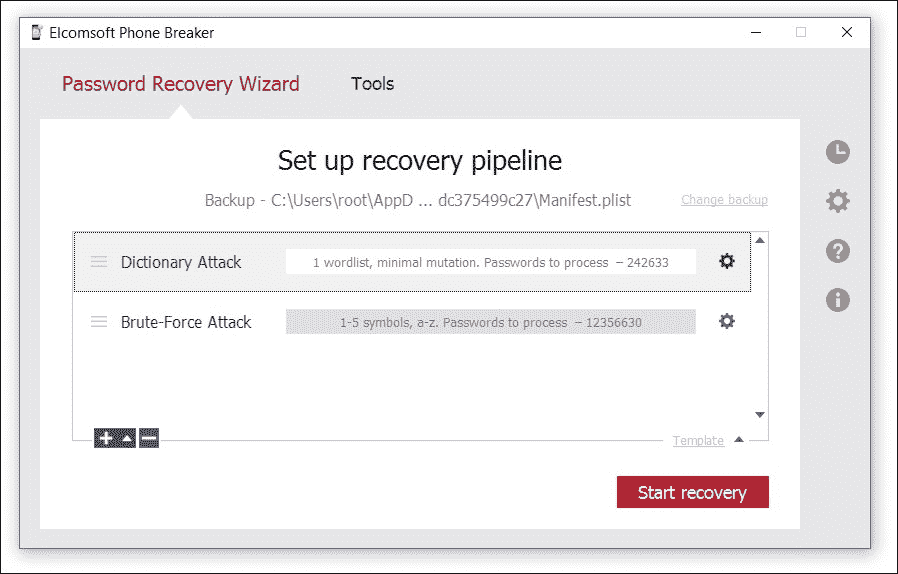 Elcomsoft Phone Breaker
Password Recovery Wizard Tools
Set up recovery pipeline
Backup - C:\Users\root\AppD ... dc375499c27\Manifest.plist Change backup
Dictionary Attack 1 wordlist, minimal mutation. Passwords to process – 242633
Brute-Force Attack 1-5 symbols, a-z. Passwords to process – 12356630
Template
Start recovery